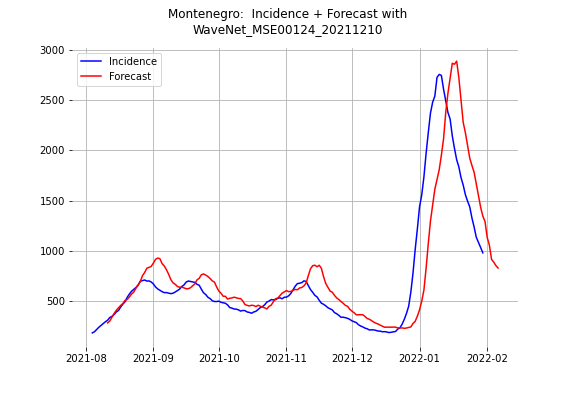 Montenegro:  Incidence + Forecast with
WaveNet_MSE00124_20211210
Incidence
Forecast
3000
2500
2000
1500
1000
500
2021-08 2021-09 2021-10 2021-11 2021-12 2022-01 2022-02